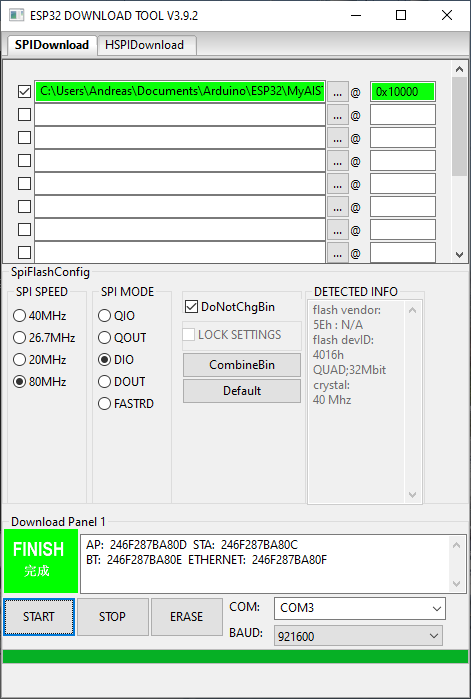 ESP32 DOWNLOAD TOOL V3.9.2
SPIDownload HSPIDownload
C:\Users\Andreas\Documents\Arduino\ESP32\MyAIS ... @ 0x10000
... @
... @
... @
... @
... @
... @
... @
SpiFlashConfig
SPI SPEED
40MHz
26.7MHz
20MHz
80MHz
SPI MODE
QIO
QOUT
DIO
DOUT
FASTRD
DoNotChgBin
LOCK SETTINGS
CombineBin
Default
DETECTED INFO
flash vendor:
5Eh : N/A
flash devID:
4016h
QUAD;32Mbit
crystal:
40 Mhz
Download Panel 1
FINISH
完成
AP: 246F287BA80D STA: 246F287BA80C
BT: 246F287BA80E ETHERNET: 246F287BA80F
START STOP ERASE
COM: COM3
BAUD: 921600